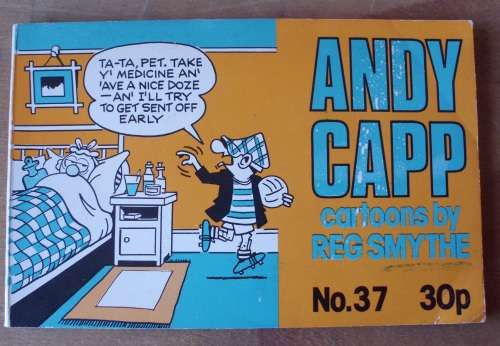 TA-TA, PET. TAKE
Y' MEDICINE AN'
'AVE A NICE DOZE
— AN' I'LL TRY
TO GET SENT OFF
EARLY
ANDY
CAPP
cartoons by
REG SMYTHE
No.37 30p